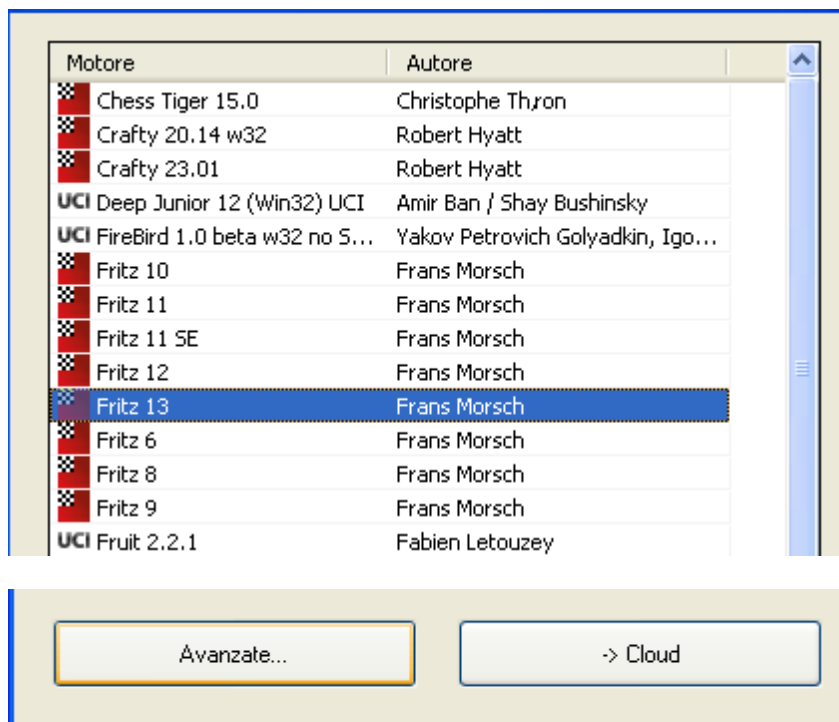 Motore Autore
Chess Tiger 15.0 Christophe Th,ron
Crafty 20.14 w32 Robert Hyatt
Crafty 23.01 Robert Hyatt
UCI Deep Junior 12 (Win32) UCI Amir Ban / Shay Bushinsky
UCI FireBird 1.0 beta w32 no S... Yakov Petrovich Golyadkin, Igo...
Fritz 10 Frans Morsch
Fritz 11 Frans Morsch
Fritz 11 SE Frans Morsch
Fritz 12 Frans Morsch
Fritz 13 Frans Morsch
Fritz 6 Frans Morsch
Fritz 8 Frans Morsch
Fritz 9 Frans Morsch
UCI Fruit 2.2.1 Fabien Letouzey
Avanzate... -> Cloud